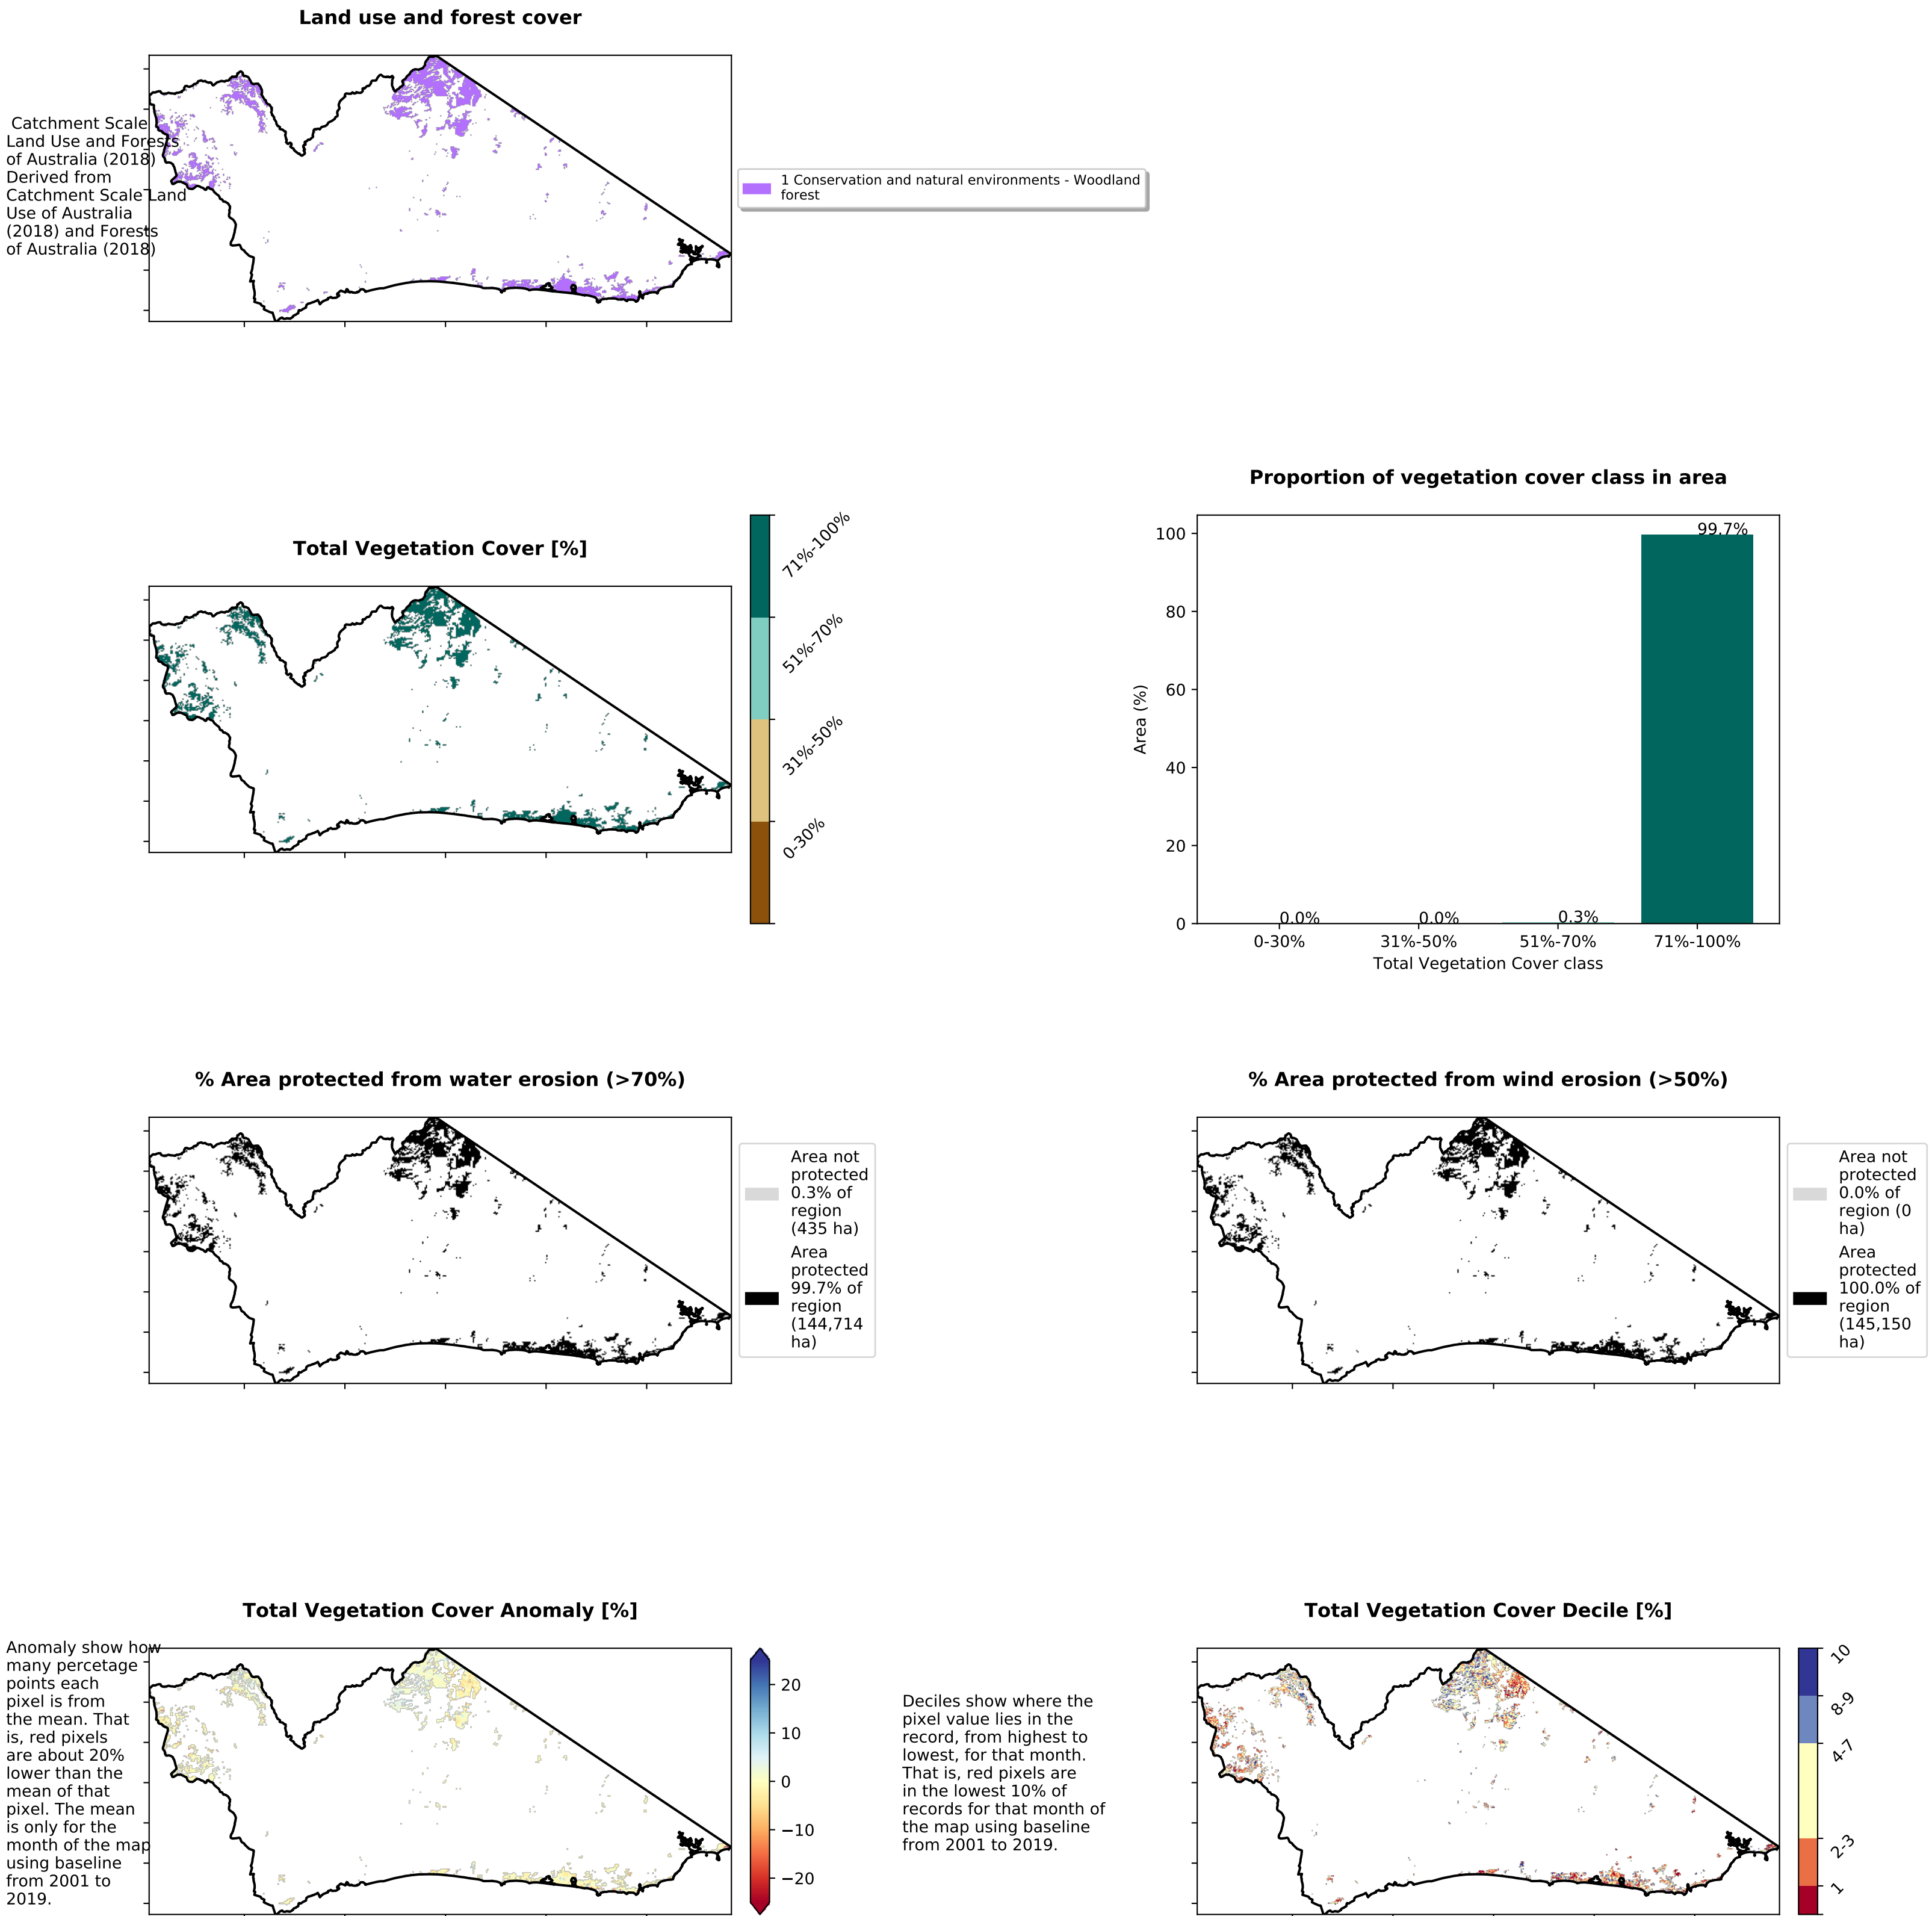 Land use and forest cover
Catchment Scale
Land Use and Forests
of Australia (2018)
Derived from
Catchment Scale Land
Use of Australia
(2018) and Forests
of Australia (2018)
1 Conservation and natural environments - Woodland
forest
Total Vegetation Cover [%]
71%-100%
51%-70%
31%-50%
0-30%
Proportion of vegetation cover class in area
Area (%)
100
80
60
40
20
0
0.0%
0.0%
0.3%
99.7%
0-30%
31%-50%
51%-70%
71%-100%
Total Vegetation Cover class
% Area protected from water erosion (>70%)
Area not
protected
0.3% of
region
(435 ha)
Area
protected
99.7% of
region
(144,714
ha)
% Area protected from wind erosion (>50%)
Area not
protected
0.0% of
region (0
ha)
Area
protected
100.0% of
region
(145,150
ha)
Total Vegetation Cover Anomaly [%]
Anomaly show how
many percetage
points each
pixel is from
the mean. That
is, red pixels
are about 20%
lower than the
mean of that
pixel. The mean
is only for the
month of the map
using baseline
from 2001 to
2019.
20
10
0
−10
−20
Total Vegetation Cover Decile [%]
Deciles show where the
pixel value lies in the
record, from highest to
lowest, for that month.
That is, red pixels are
in the lowest 10% of
records for that month of
the map using baseline
from 2001 to 2019.
10
8-9
4-7
2-3
1